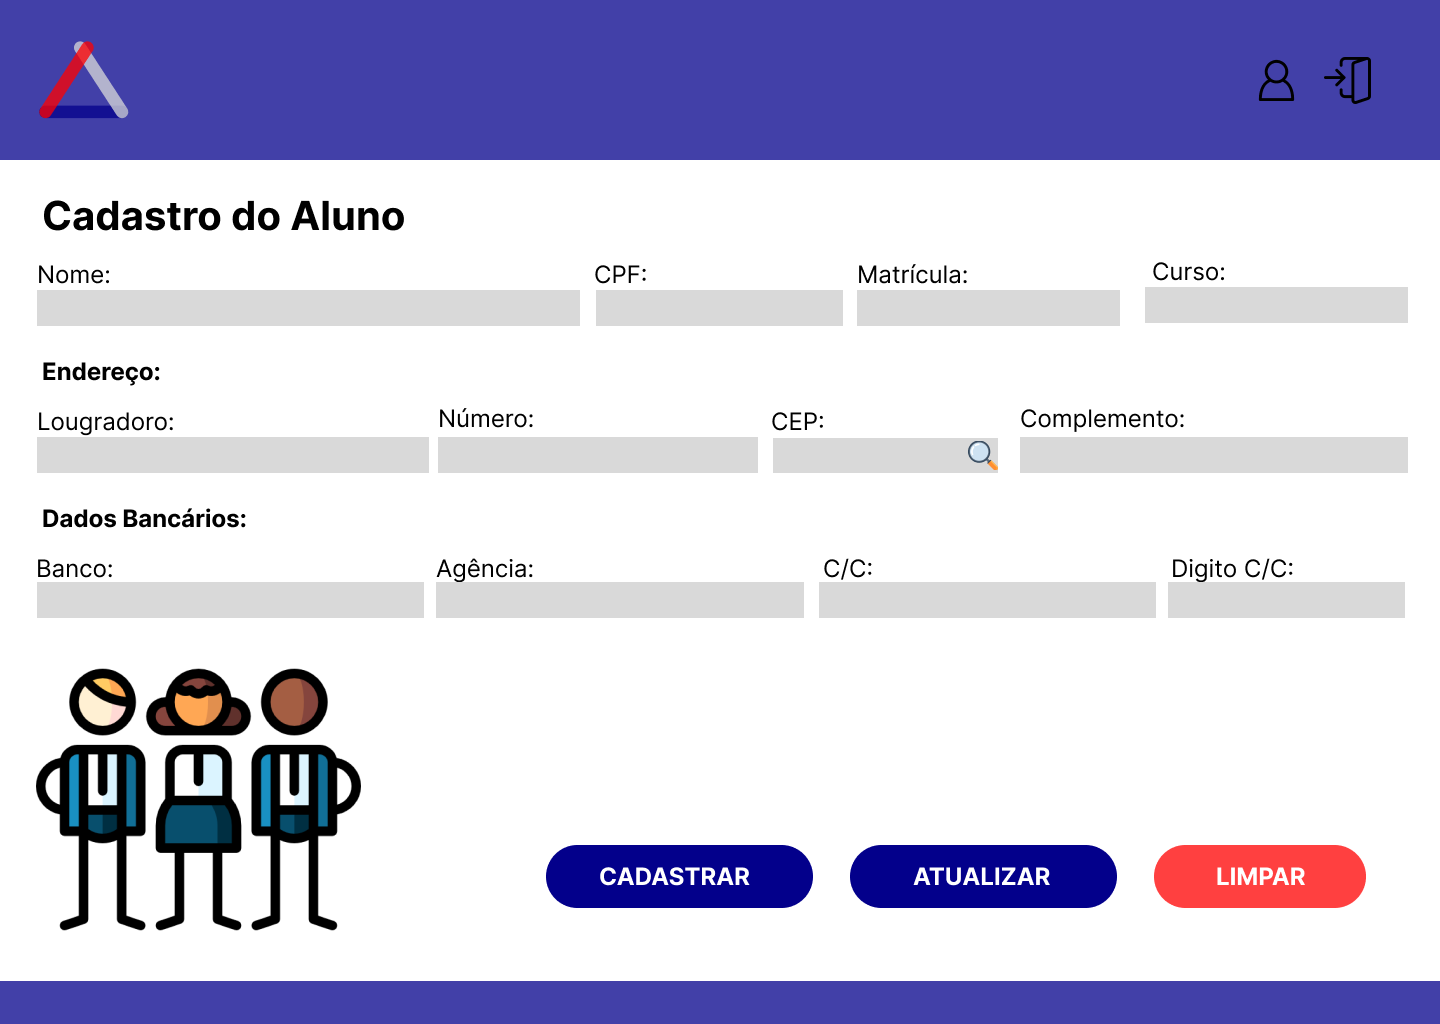 Cadastro do Aluno
Nome: CPF: Matrícula: Curso:
Endereço:
Lougradoro: Número: CEP: Complemento:
Dados Bancários:
Banco: Agência: C/C: Digito C/C:
CADASTRAR ATUALIZAR LIMPAR